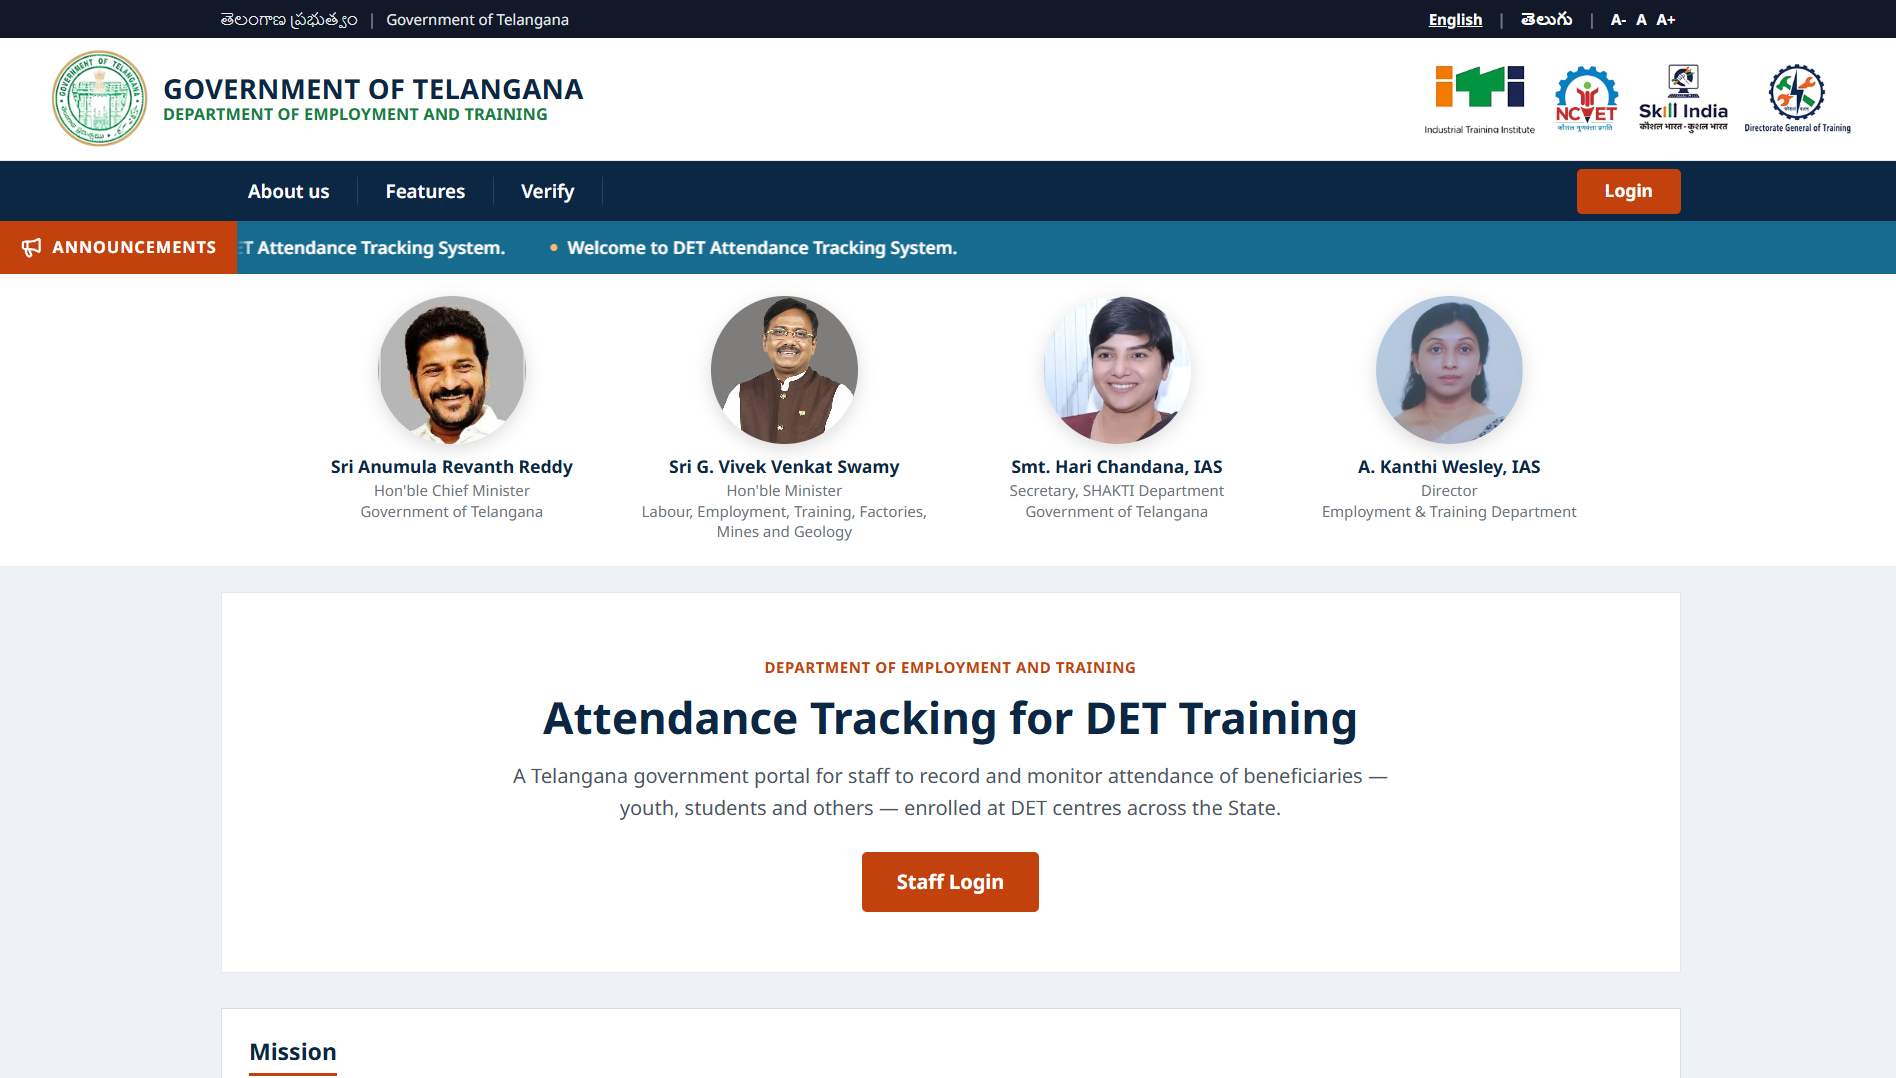 తెలంగాణ ప్రభుత్వం | Government of Telangana
English | తెలుగు | A- A A+
GOVERNMENT OF TELANGANA
DEPARTMENT OF EMPLOYMENT AND TRAINING
Industrial Training Institute
NCVET
कौशल गुणवत्ता प्रगति
Skill India
कौशल भारत - कुशल भारत
Directorate General of Training
About us
Features
Verify
Login
ANNOUNCEMENTS
ET Attendance Tracking System.
• Welcome to DET Attendance Tracking System.
Sri Anumula Revanth Reddy
Hon'ble Chief Minister
Government of Telangana
Sri G. Vivek Venkat Swamy
Hon'ble Minister
Labour, Employment, Training, Factories,
Mines and Geology
Smt. Hari Chandana, IAS
Secretary, SHAKTI Department
Government of Telangana
A. Kanthi Wesley, IAS
Director
Employment & Training Department
DEPARTMENT OF EMPLOYMENT AND TRAINING
Attendance Tracking for DET Training
A Telangana government portal for staff to record and monitor attendance of beneficiaries —
youth, students and others — enrolled at DET centres across the State.
Staff Login
Mission